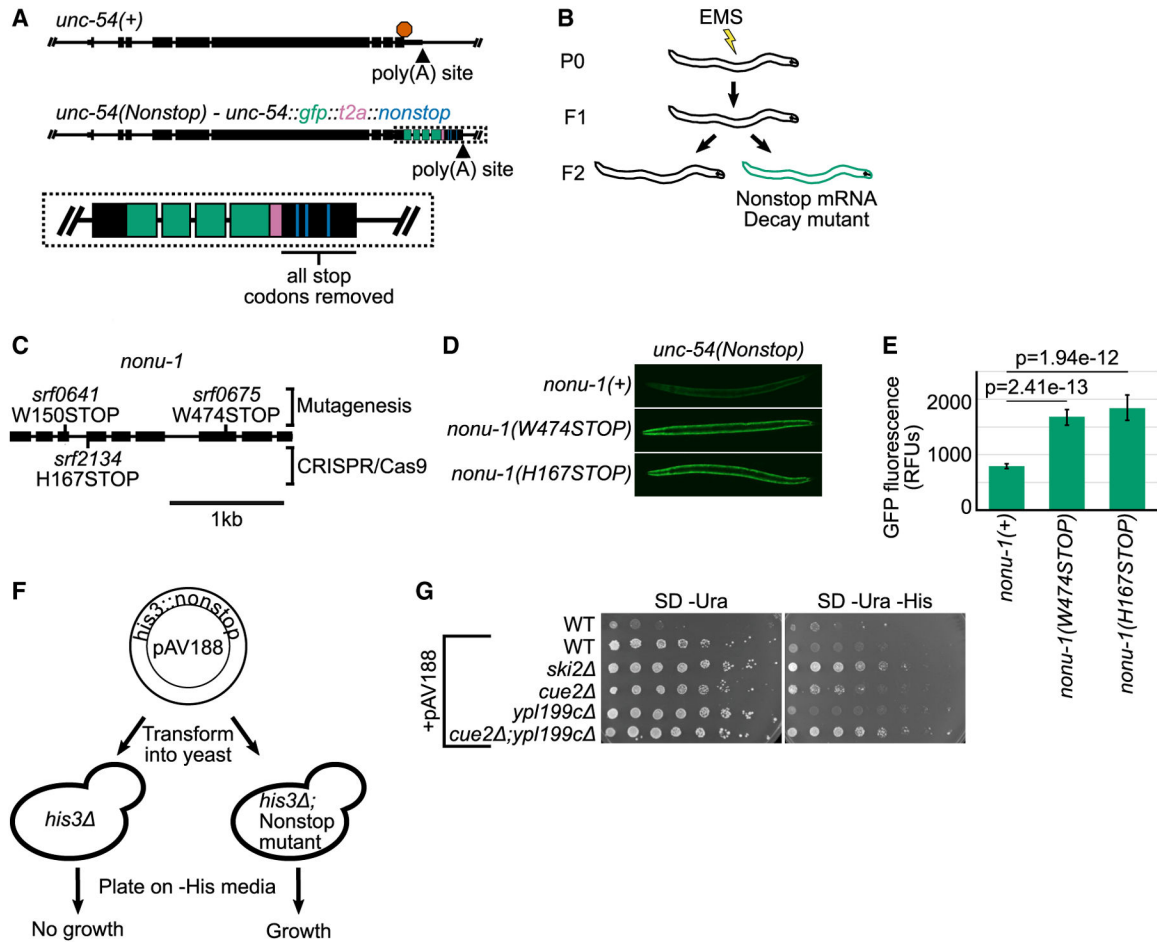 A
unc-54(+)
poly(A) site
unc-54(Nonstop) - unc-54::gfp::t2a::nonstop
poly(A) site
all stop
codons removed
B
EMS
P0
F1
F2
Nonstop mRNA
Decay mutant
C
nonu-1
srf0641
W150STOP
srf0675
W474STOP
Mutagenesis
srf2134
H167STOP
CRISPR/Cas9
1kb
D
unc-54(Nonstop)
nonu-1(+)
nonu-1(W474STOP)
nonu-1(H167STOP)
E
p=1.94e-12
p=2.41e-13
GFP fluorescence
(RFUs)
2000
1000
0
nonu-1(+)
nonu-1(W474STOP)
nonu-1(H167STOP)
F
his3::nonstop
pAV188
Transform
into yeast
his3Δ
his3Δ;
Nonstop
mutant
Plate on -His media
No growth
Growth
G
SD -Ura
SD -Ura -His
+pAV188
WT
WT
ski2Δ
cue2Δ
ypl199cΔ
cue2Δ;ypl199cΔ